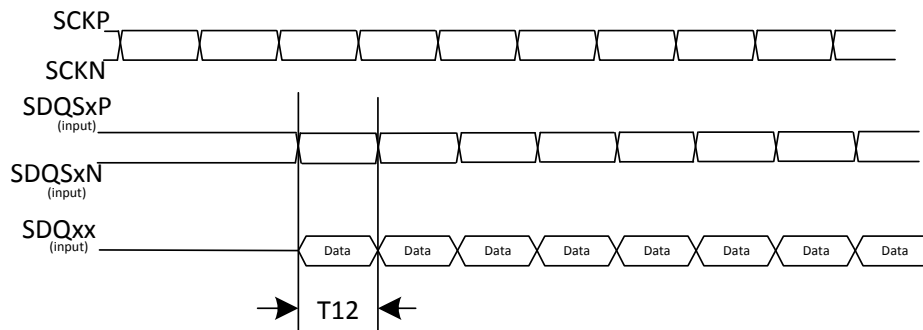 SCKP
SCKN
SDQSxP
(input)
SDQSxN
(input)
SDQxx
(input)
Data Data Data Data Data Data Data Data
T12